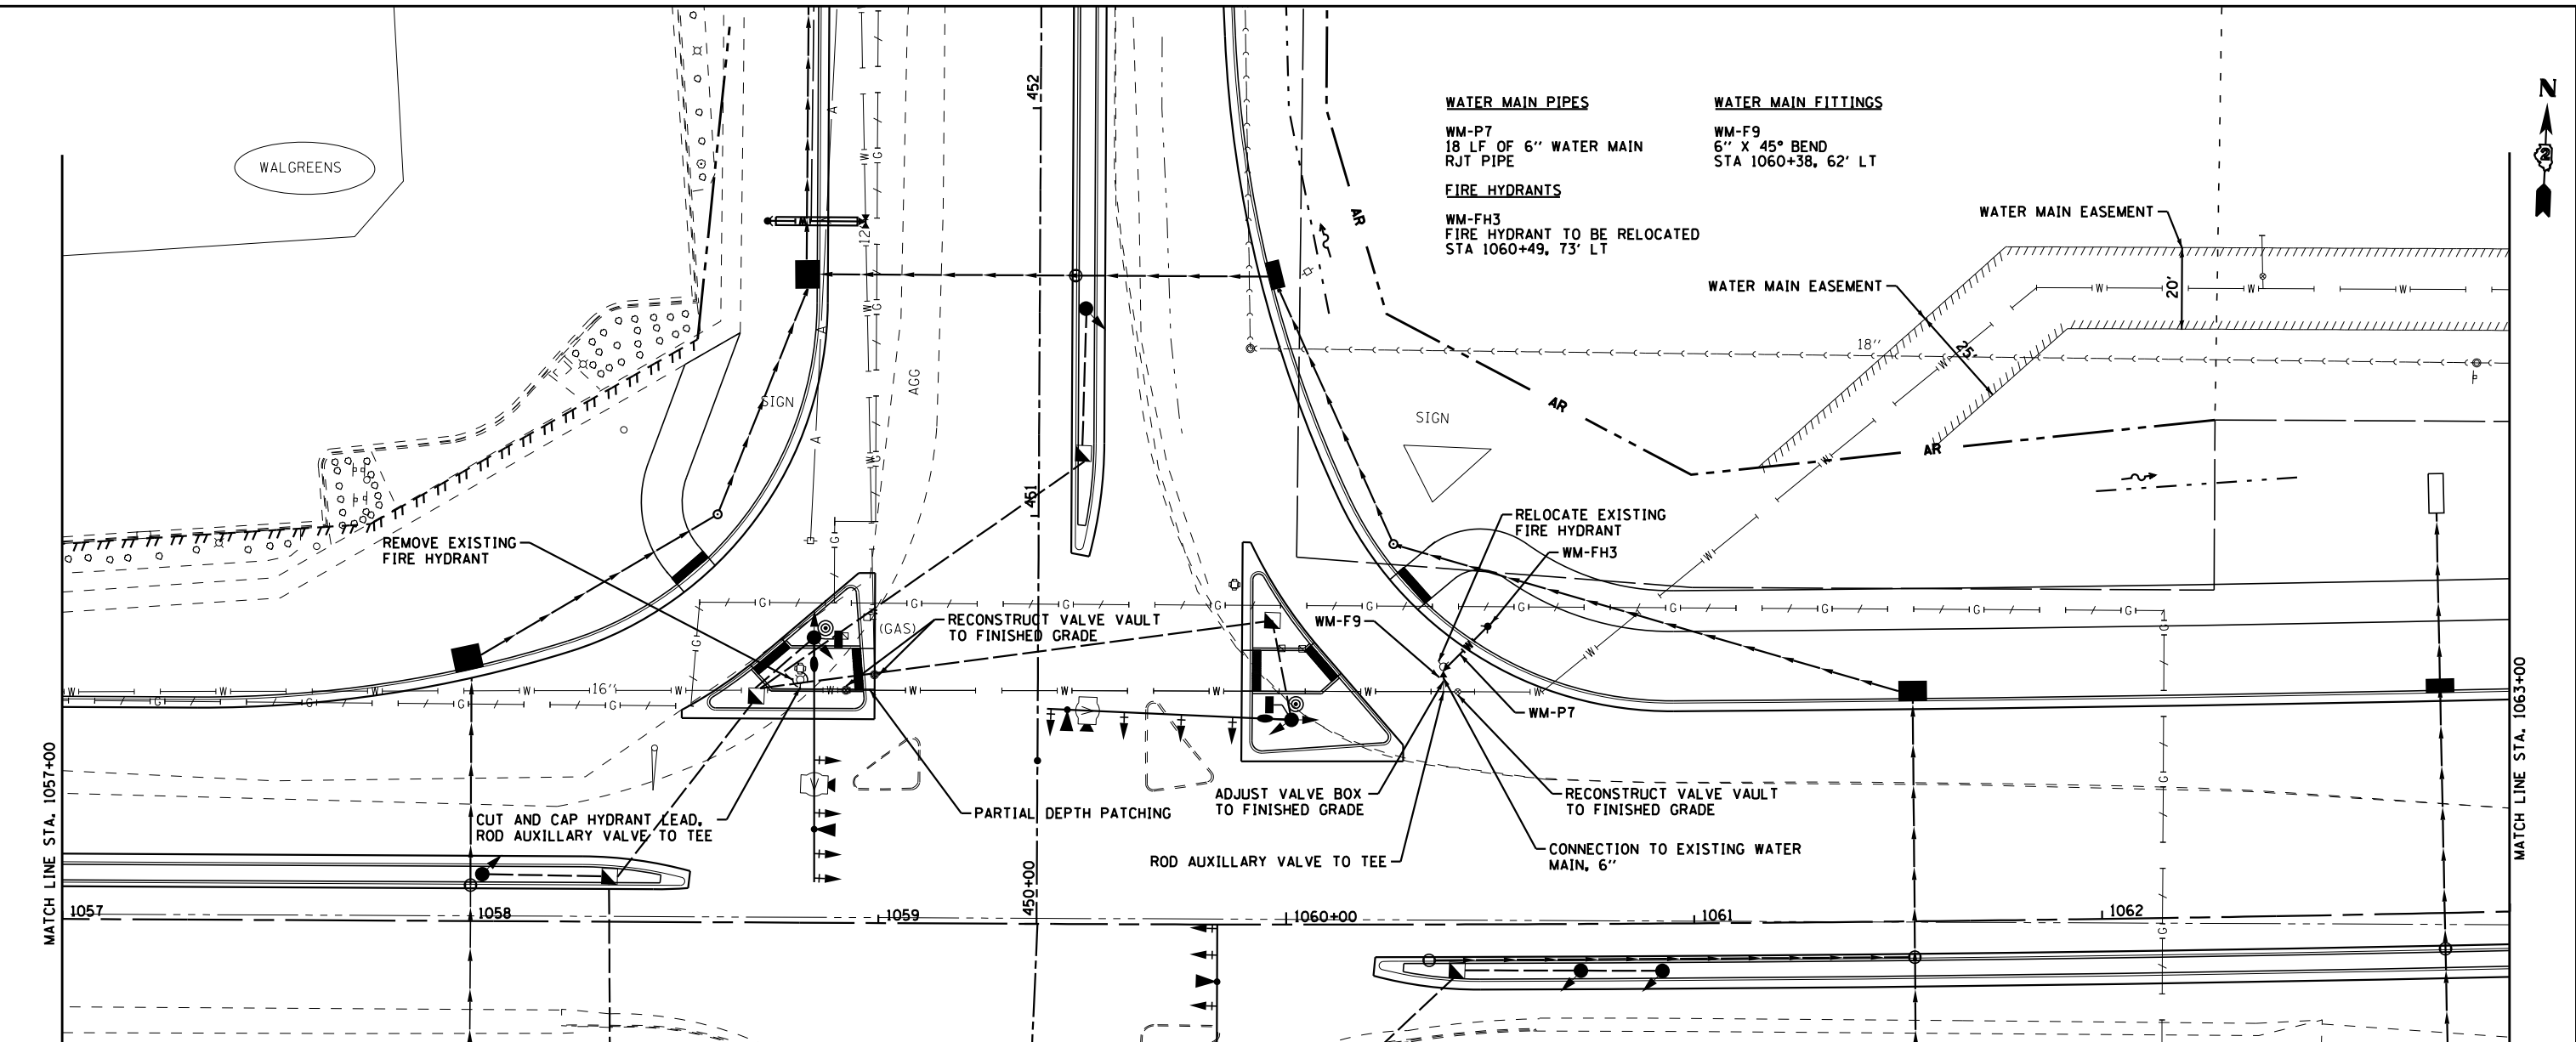 452
WATER MAIN PIPES
WM-P7
18 LF OF 6" WATER MAIN
RJT PIPE
FIRE HYDRANTS
WM-FH3
FIRE HYDRANT TO BE RELOCATED
STA 1060+49, 73' LT
WATER MAIN FITTINGS
WM-F9
6" X 45° BEND
STA 1060+38, 62' LT
N
2
WALGREENS
A
W
G
12"
AR
WATER MAIN EASEMENT
WATER MAIN EASEMENT
20'
25'
18"
W
W
W
W
G
G
A
A
AGG
SIGN
SIGN
AR
AR
W
W
W
451
REMOVE EXISTING
FIRE HYDRANT
RELOCATE EXISTING
FIRE HYDRANT
WM-FH3
G
G
G
G
G
G
G
G
G
G
G
(GAS)
RECONSTRUCT VALVE VAULT
TO FINISHED GRADE
WM-F9
W
W
W
W
16"
W
W
W
W
W
W
W
G
G
G
G
G
WM-P7
MATCH LINE STA. 1057+00
MATCH LINE STA. 1063+00
CUT AND CAP HYDRANT LEAD,
ROD AUXILLARY VALVE TO TEE
PARTIAL DEPTH PATCHING
ADJUST VALVE BOX
TO FINISHED GRADE
RECONSTRUCT VALVE VAULT
TO FINISHED GRADE
ROD AUXILLARY VALVE TO TEE
CONNECTION TO EXISTING WATER
MAIN, 6"
G
G
450+00
1057
1058
1059
1060+00
1061
1062